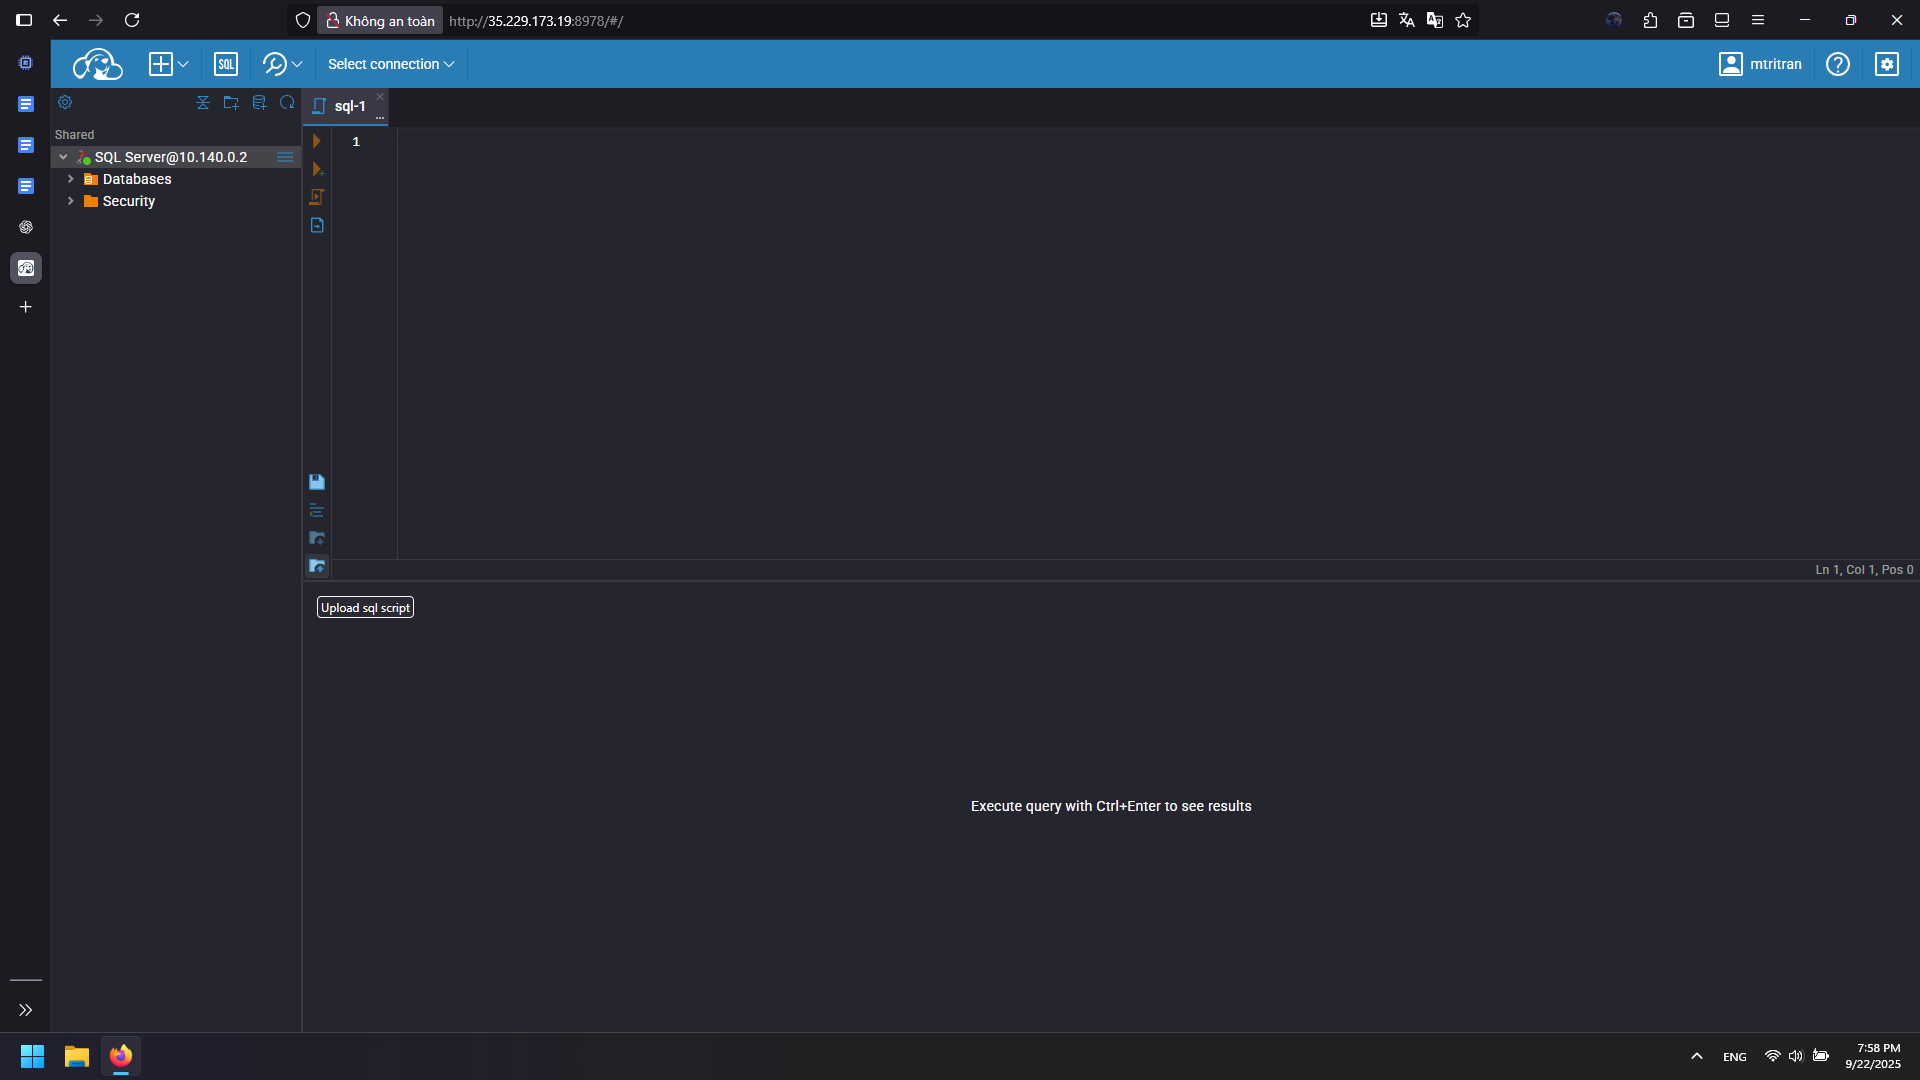 Không an toàn
http://35.229.173.19:8978/#/
SQL
Select connection
mtritran
Shared
sql-1
SQL Server@10.140.0.2
1
Databases
Security
Ln 1, Col 1, Pos 0
Upload sql script
Execute query with Ctrl+Enter to see results
ENG
7:58 PM
9/22/2025